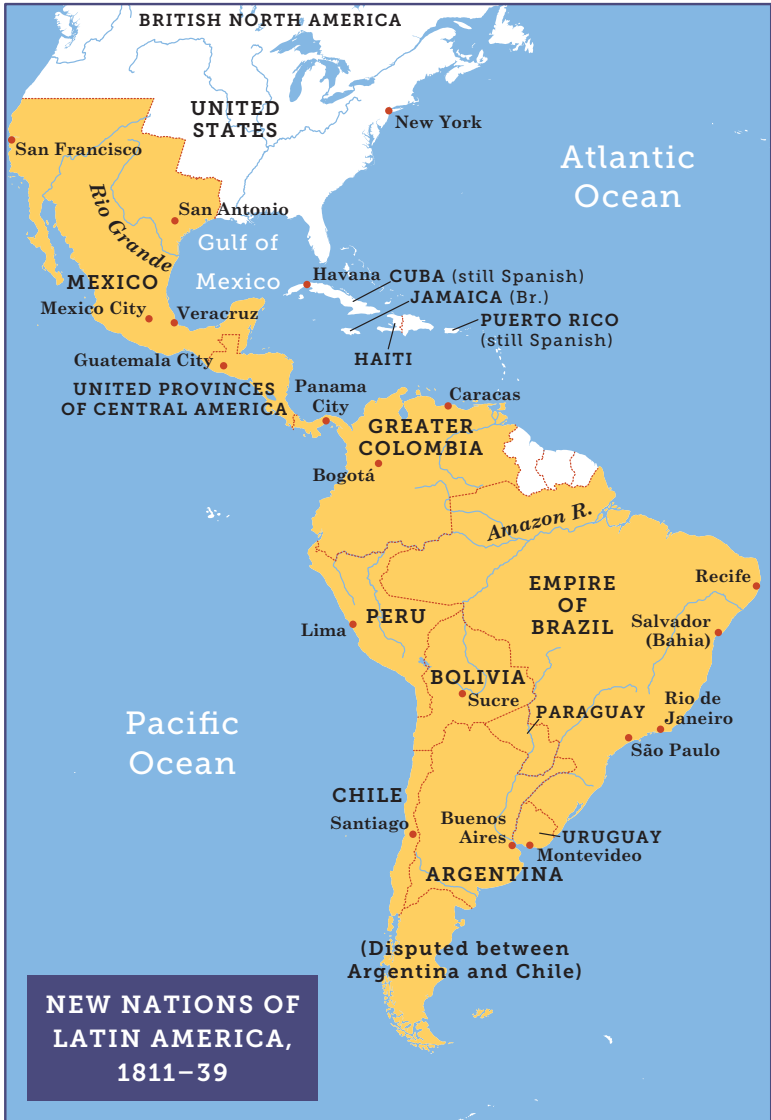 BRITISH NORTH AMERICA
UNITED
STATES
New York
San Francisco
Atlantic
Ocean
Rio Grande
San Antonio
Gulf of
Mexico
MEXICO
Havana
CUBA (still Spanish)
JAMAICA (Br.)
Mexico City
Veracruz
PUERTO RICO
(still Spanish)
HAITI
Guatemala City
UNITED PROVINCES
OF CENTRAL AMERICA
Panama
City
Caracas
GREATER
COLOMBIA
Bogotá
Amazon R.
EMPIRE
OF
BRAZIL
Recife
PERU
Lima
Salvador
(Bahia)
BOLIVIA
Sucre
PARAGUAY
Rio de
Janeiro
São Paulo
Pacific
Ocean
CHILE
Santiago
Buenos
Aires
URUGUAY
Montevideo
ARGENTINA
(Disputed between
Argentina and Chile)
NEW NATIONS OF
LATIN AMERICA,
1811–39